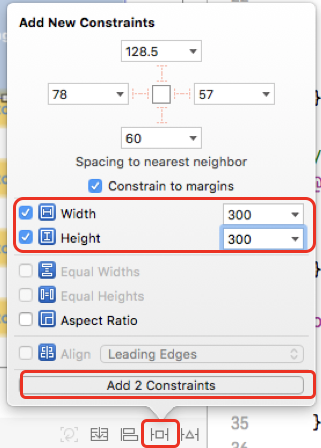 Add New Constraints
128.5
78
57
60
Spacing to nearest neighbor
Constrain to margins
Width
300
Height
300
Equal Widths
Equal Heights
Aspect Ratio
Align
Leading Edges
Add 2 Constraints
}
}
}
35
36